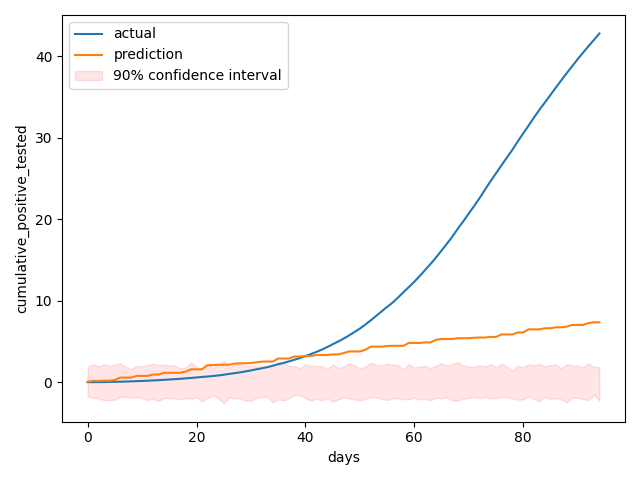 actual
prediction
90% confidence interval
cumulative_positive_tested
40
30
20
10
0
0 20 40 60 80
days